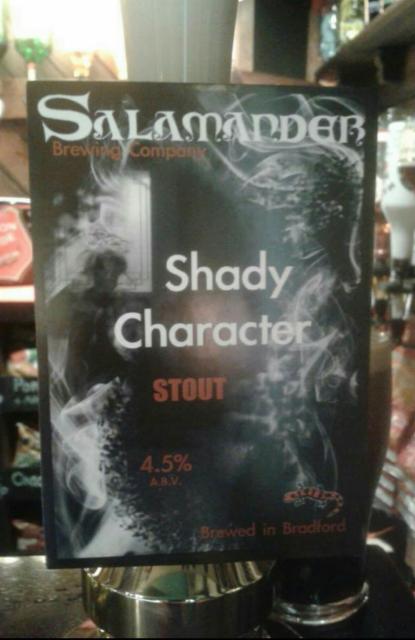 SALAMANDER
Brewing Company
Shady
Character
STOUT
4.5%
A.B.V.
Brewed in Bradford